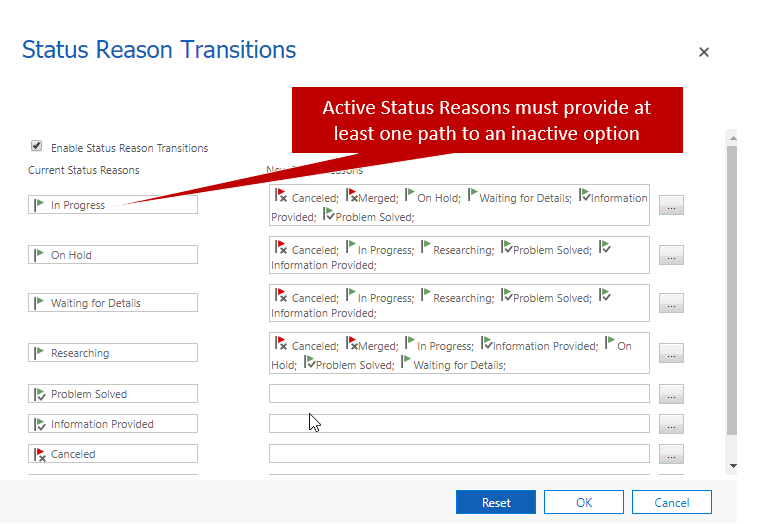 Status Reason Transitions
Active Status Reasons must provide at
least one path to an inactive option
Enable Status Reason Transitions
Current Status Reasons
In Progress
Canceled; Merged; On Hold; Waiting for Details; Information
Provided; Problem Solved;
...
On Hold
Canceled; In Progress; Researching; Problem Solved;
Information Provided;
...
Waiting for Details
Canceled; In Progress; Researching; Problem Solved;
Information Provided;
...
Researching
Canceled; Merged; In Progress; Information Provided; On
Hold; Problem Solved; Waiting for Details;
...
Problem Solved
...
Information Provided
...
Canceled
...
Reset
OK
Cancel